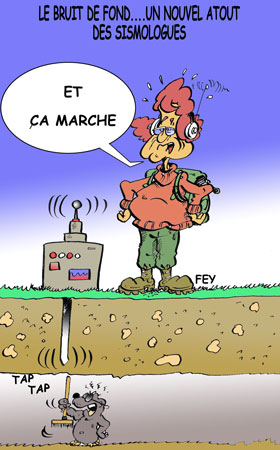 LE BRUIT DE FOND....UN NOUVEL ATOUT
DES SISMOLOGUES
ET
ÇA MARCHE
FEY
TAP
TAP